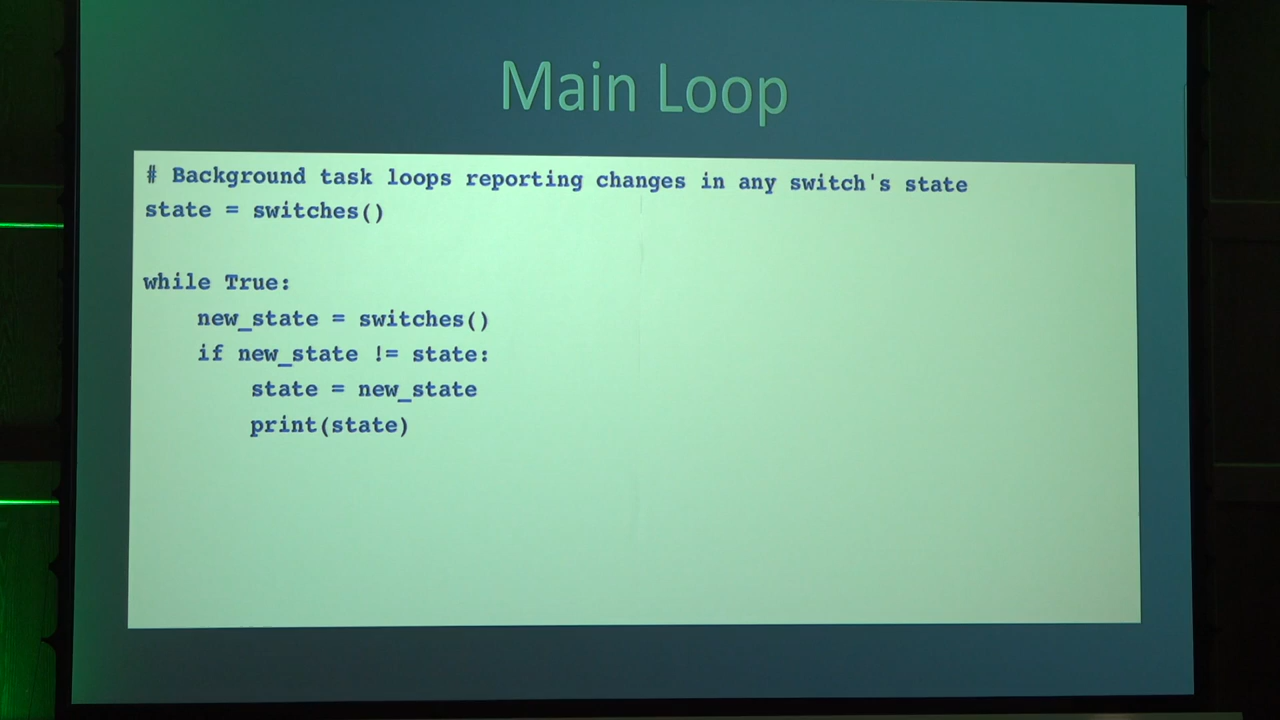 Main Loop
# Background task loops reporting changes in any switch's state
state = switches()
while True:
    new_state = switches()
    if new_state != state:
        state = new_state
        print(state)